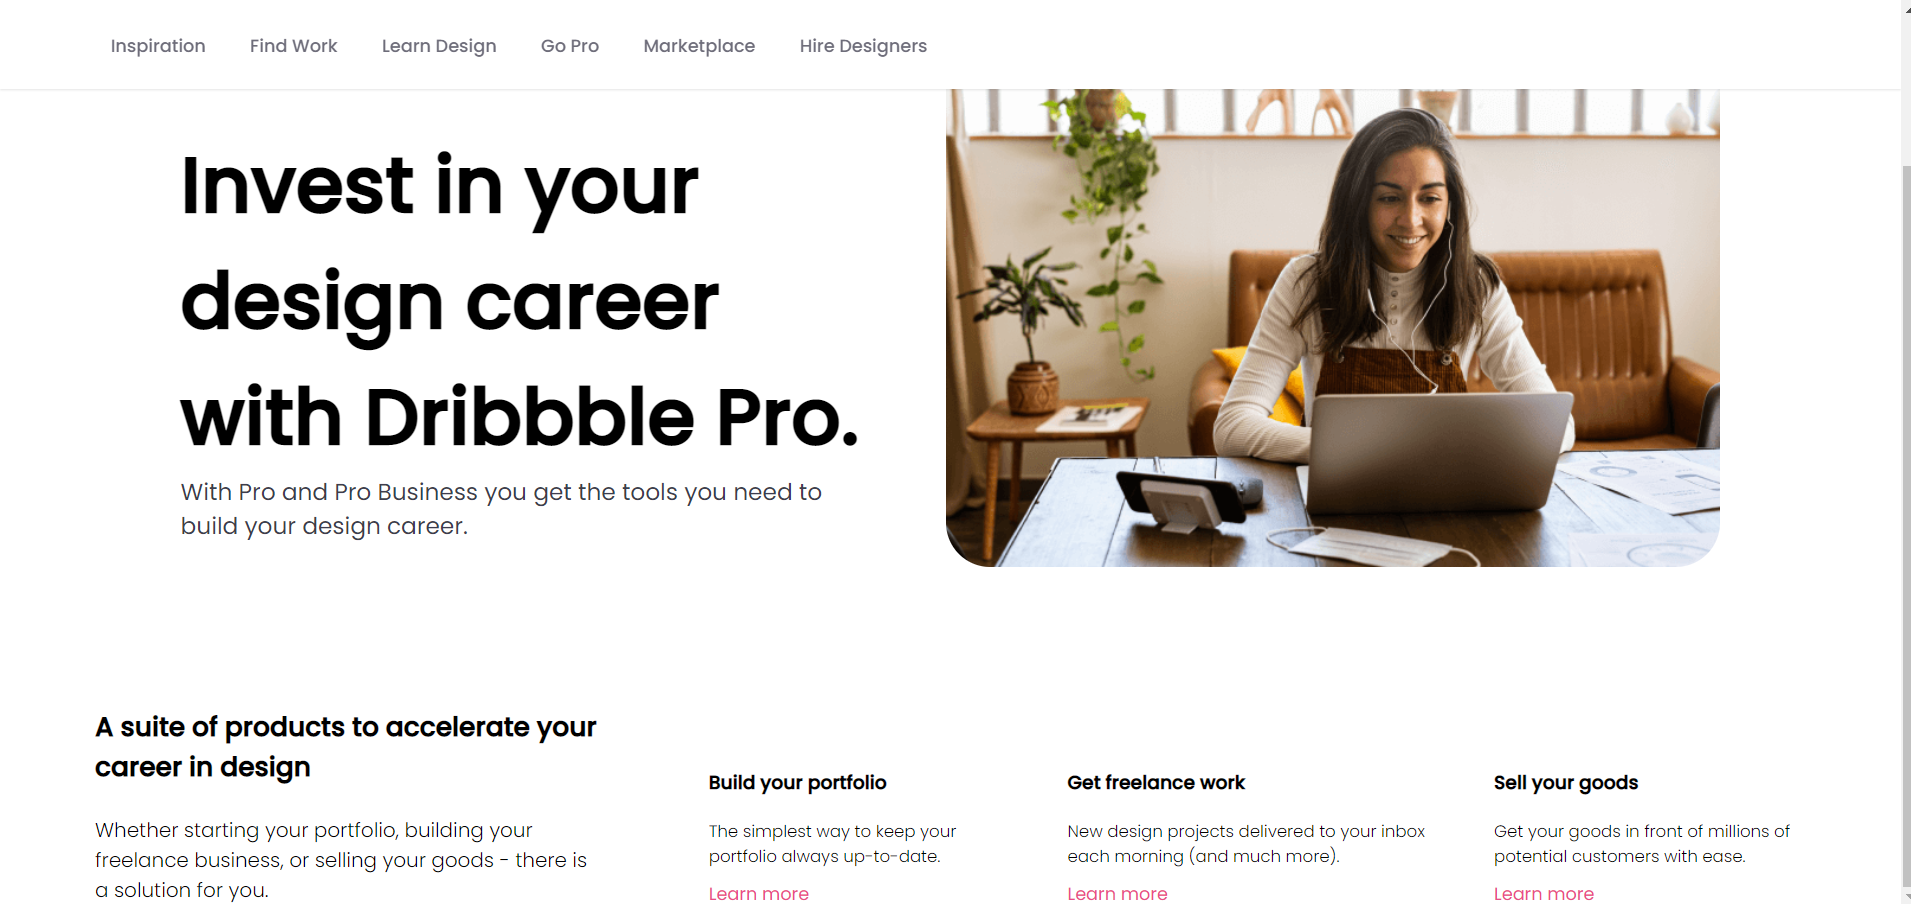 Inspiration Find Work Learn Design Go Pro Marketplace Hire Designers
Invest in your
design career
with Dribbble Pro.
With Pro and Pro Business you get the tools you need to
build your design career.
A suite of products to accelerate your
career in design
Whether starting your portfolio, building your
freelance business, or selling your goods - there is
a solution for you.
Build your portfolio
The simplest way to keep your
portfolio always up-to-date.
Learn more
Get freelance work
New design projects delivered to your inbox
each morning (and much more).
Learn more
Sell your goods
Get your goods in front of millions of
potential customers with ease.
Learn more